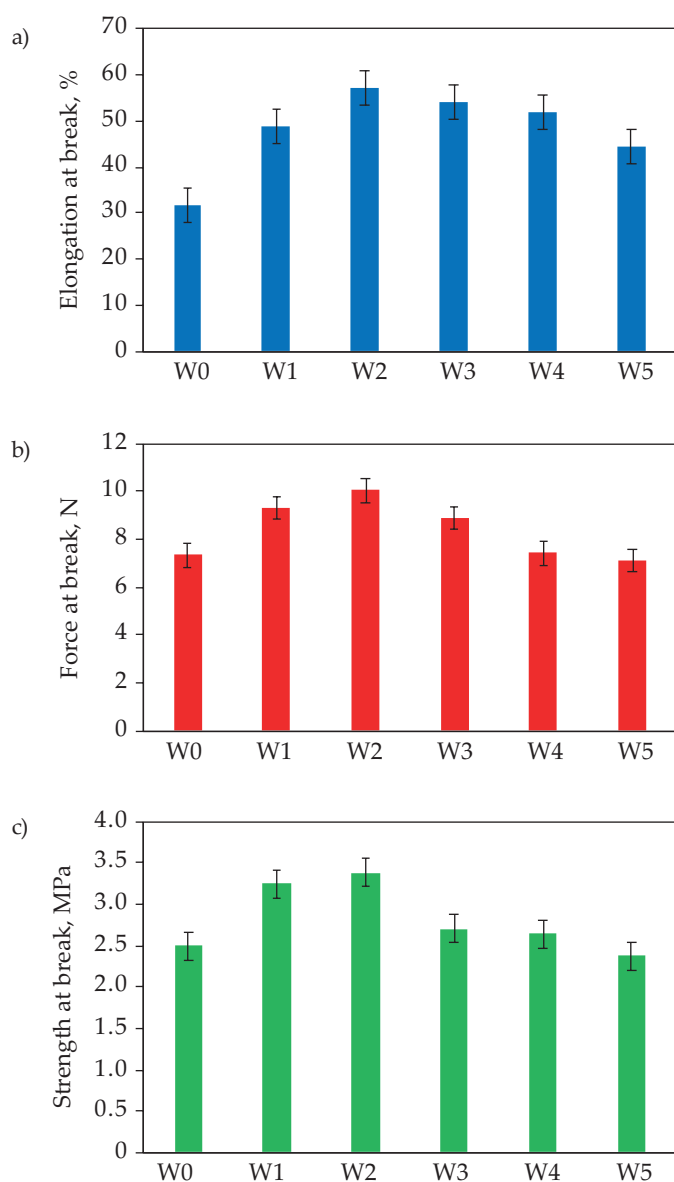 a)
Elongation at break, %
70
60
50
40
30
20
10
0
W0 W1 W2 W3 W4 W5
b)
Force at break, N
12
10
8
6
4
2
0
W0 W1 W2 W3 W4 W5
c)
Strength at break, MPa
4.0
3.5
3.0
2.5
2.0
1.5
1.0
0.5
0
W0 W1 W2 W3 W4 W5